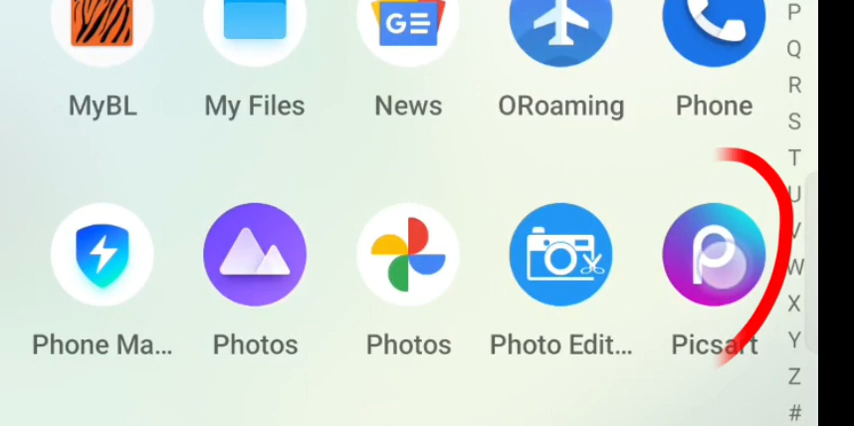 MyBL My Files News ORoaming Phone
Phone Ma... Photos Photos Photo Edit... Picsart
P
Q
R
S
T
U
V
W
X
Y
Z
#